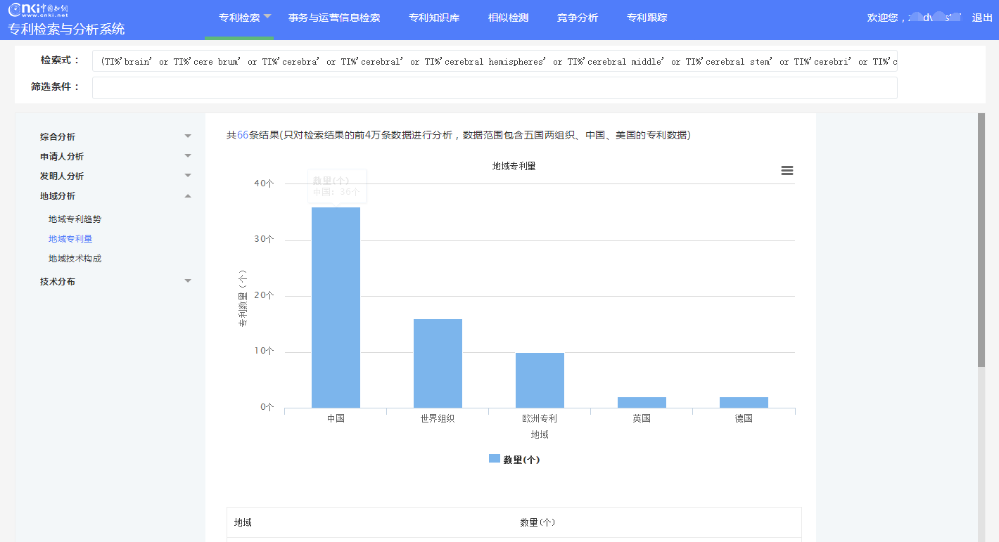 cnki中国知网
www.cnki.net
专利检索与分析系统
专利检索
事务与运营信息检索
专利知识库
相似检测
竞争分析
专利跟踪
欢迎您，
退出
检索式：
(TI%'brain' or TI%'cere brum' or TI%'cerebra' or TI%'cerebral' or TI%'cerebral hemispheres' or TI%'cerebral middle' or TI%'cerebral stem' or TI%'cerebri' or TI%'c
筛选条件：
综合分析
申请人分析
发明人分析
地域分析
地域专利趋势
地域专利量
地域技术构成
技术分布
共66条结果(只对检索结果的前4万条数据进行分析，数据范围包含五国两组织、中国、美国的专利数据)
地域专利量
数量(个)
中国: 36个
40个
30个
20个
10个
0个
专利数量（个）
中国
世界组织
欧洲专利
英国
德国
地域
数量(个)
地域
数量(个)